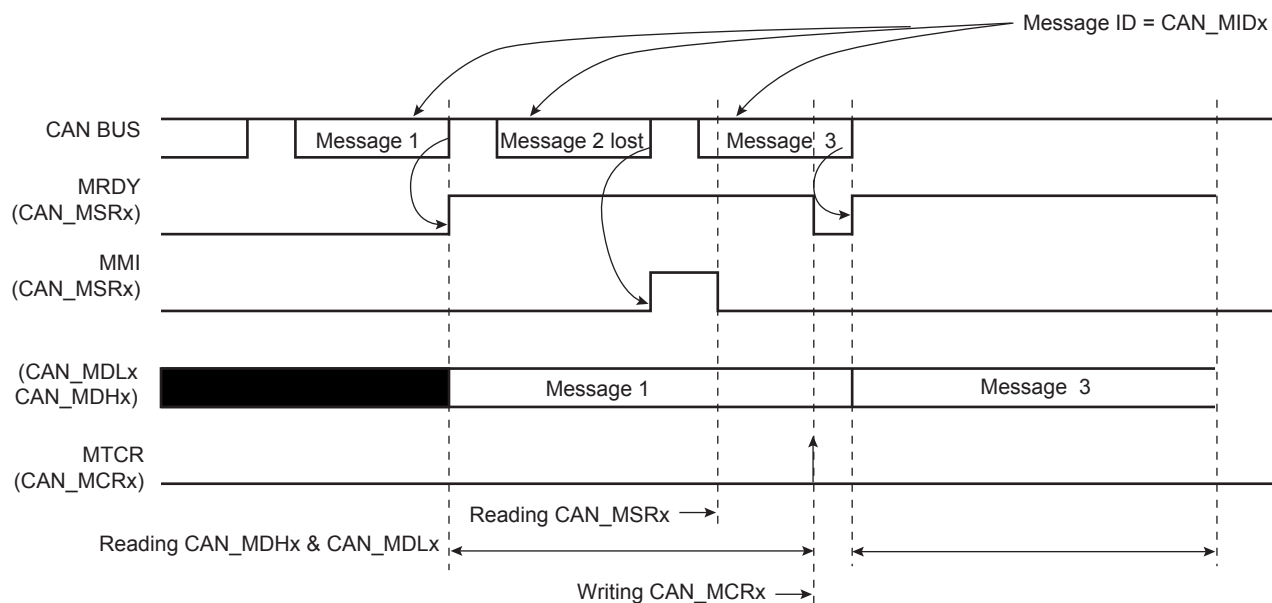 Message ID = CAN_MIDx
CAN BUS
Message 1
Message 2 lost
Message 3
MRDY
(CAN_MSRx)
MMI
(CAN_MSRx)
(CAN_MDLx
CAN_MDHx)
Message 1
Message 3
MTCR
(CAN_MCRx)
Reading CAN_MSRx
Reading CAN_MDHx & CAN_MDLx
Writing CAN_MCRx